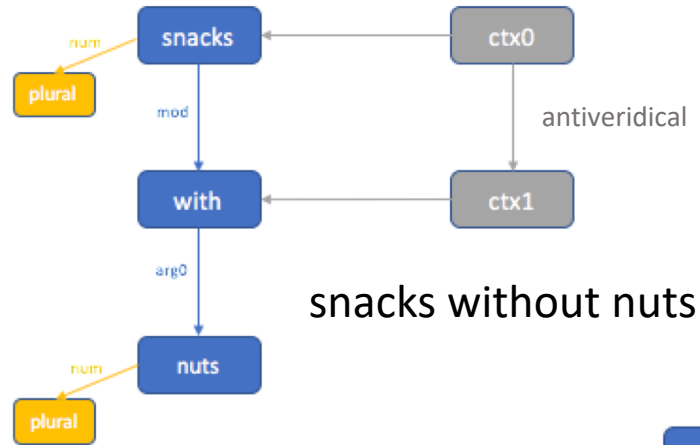 snacks
ctx0
num
plural
mod
antiveridical
with
ctx1
arg0
snacks without nuts
nuts
num
plural